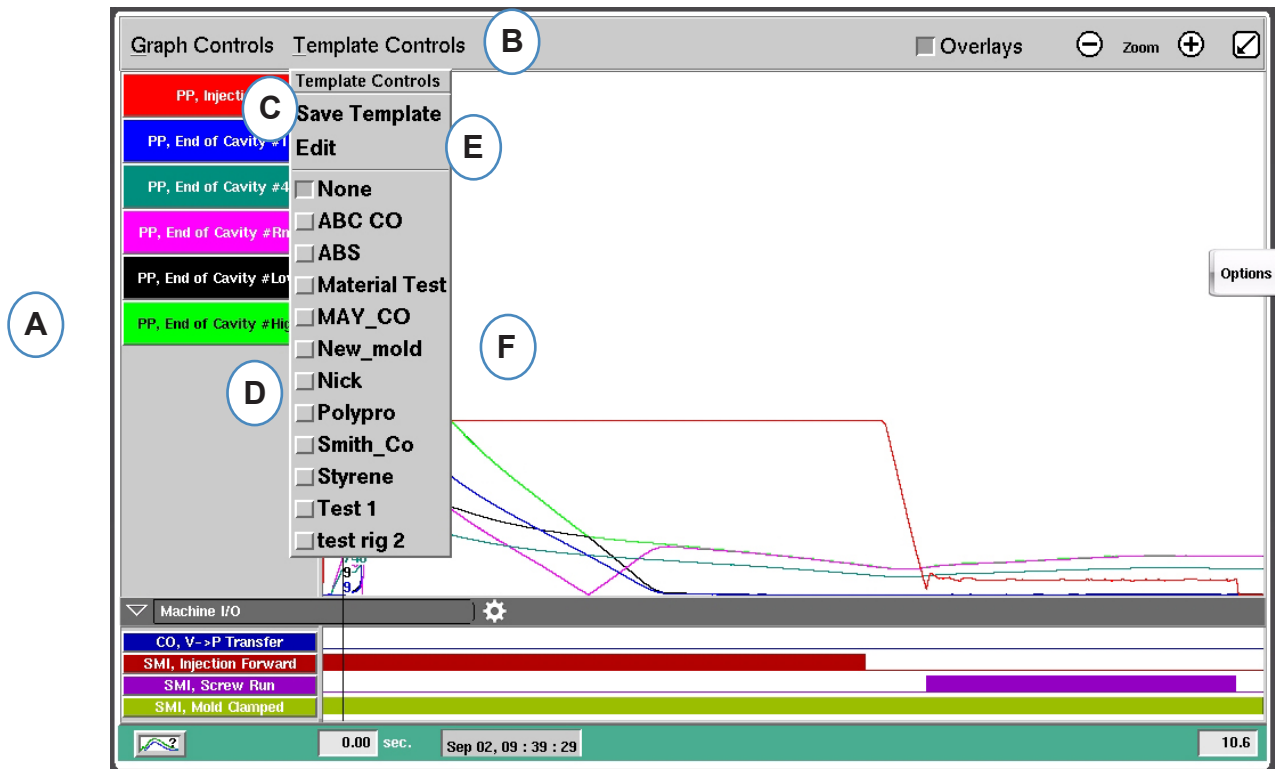 Graph Controls Template Controls B Overlays Zoom
Template Controls
PP, Injecti
C
Save Template
PP, End of Cavity #1
Edit
E
PP, End of Cavity #4
None
PP, End of Cavity #Rn
ABC CO
ABS
PP, End of Cavity #Lo
Material Test
Options
A
PP, End of Cavity #Hig
MAY_CO
F
New_mold
D
Nick
Polypro
Smith_Co
Styrene
Test 1
test rig 2
9
9
Machine I/O
CO, V->P Transfer
SMI, Injection Forward
SMI, Screw Run
SMI, Mold Clamped
? 0.00 sec. Sep 02, 09 : 39 : 29 10.6